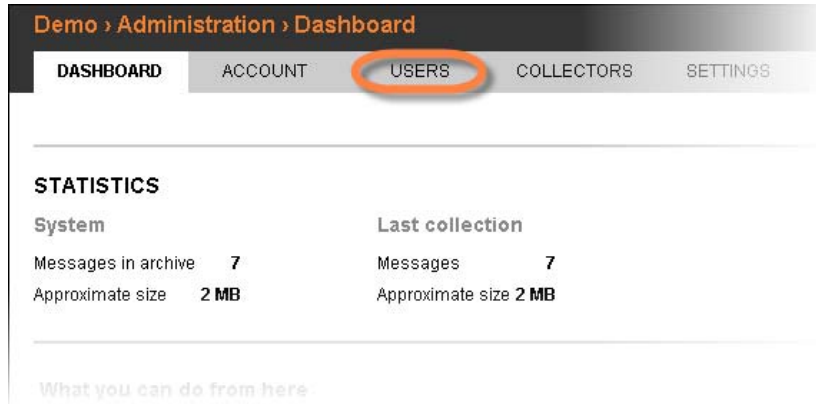 Demo › Administration › Dashboard
DASHBOARD ACCOUNT USERS COLLECTORS SETTINGS
STATISTICS
System Last collection
Messages in archive 7 Messages 7
Approximate size 2 MB Approximate size 2 MB
What you can do from here